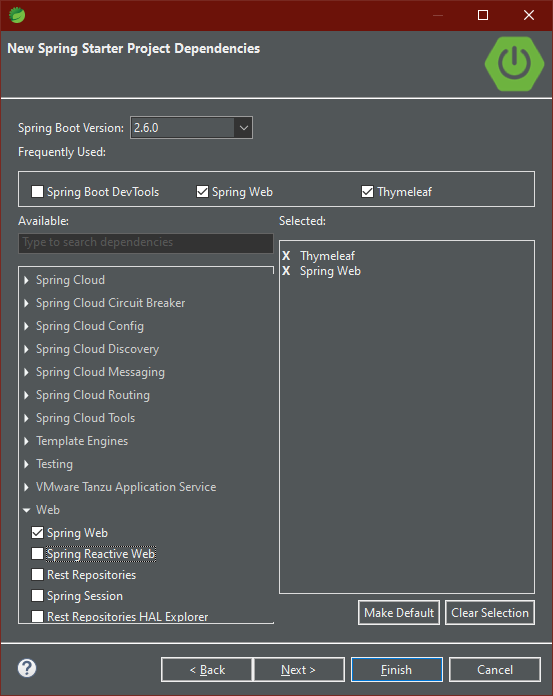 New Spring Starter Project Dependencies
Spring Boot Version: 2.6.0
Frequently Used:
Spring Boot DevTools Spring Web Thymeleaf
Available: Selected:
Type to search dependencies
X Thymeleaf
X Spring Web
Spring Cloud
Spring Cloud Circuit Breaker
Spring Cloud Config
Spring Cloud Discovery
Spring Cloud Messaging
Spring Cloud Routing
Spring Cloud Tools
Template Engines
Testing
VMware Tanzu Application Service
Web
Spring Web
Spring Reactive Web
Rest Repositories
Spring Session
Rest Repositories HAL Explorer
Make Default Clear Selection
? < Back Next > Finish Cancel